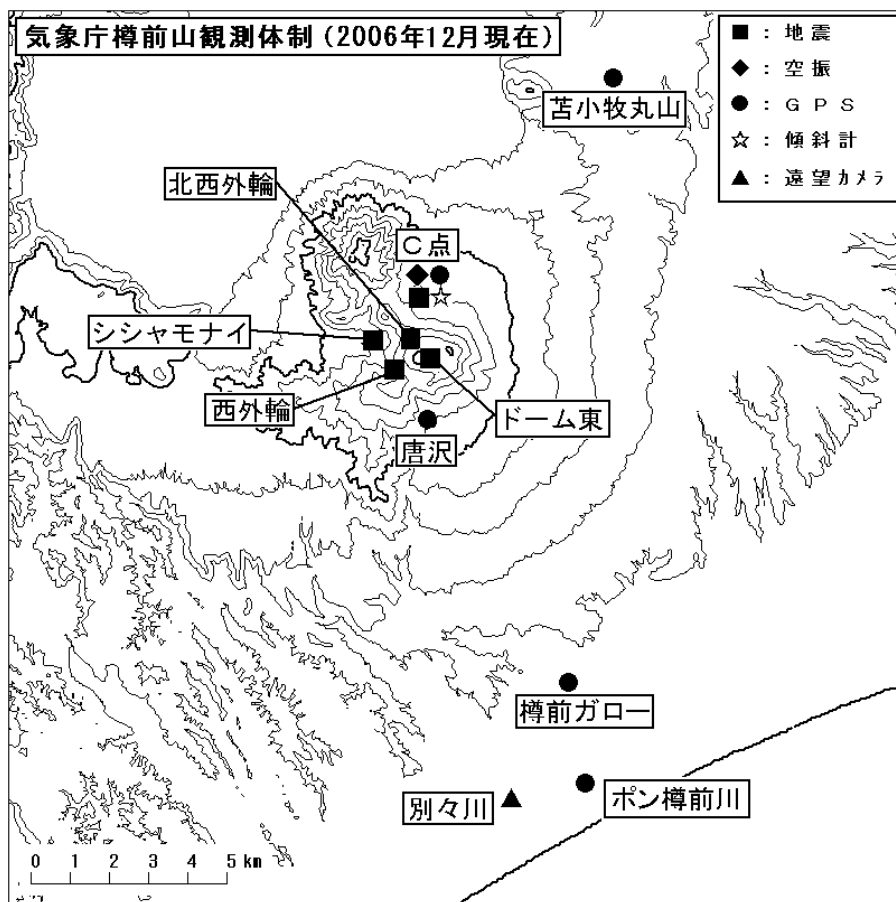 気象庁樽前山観測体制（2006年12月現在）
■ ： 地震
◆ ： 空振
● ： ＧＰＳ
☆ ： 傾斜計
▲ ： 遠望ｶﾒﾗ
苫小牧丸山
北西外輪
Ｃ点
シシャモナイ
西外輪
ドーム東
唐沢
樽前ガロー
別々川
ポン樽前川
0 1 2 3 4 5 km